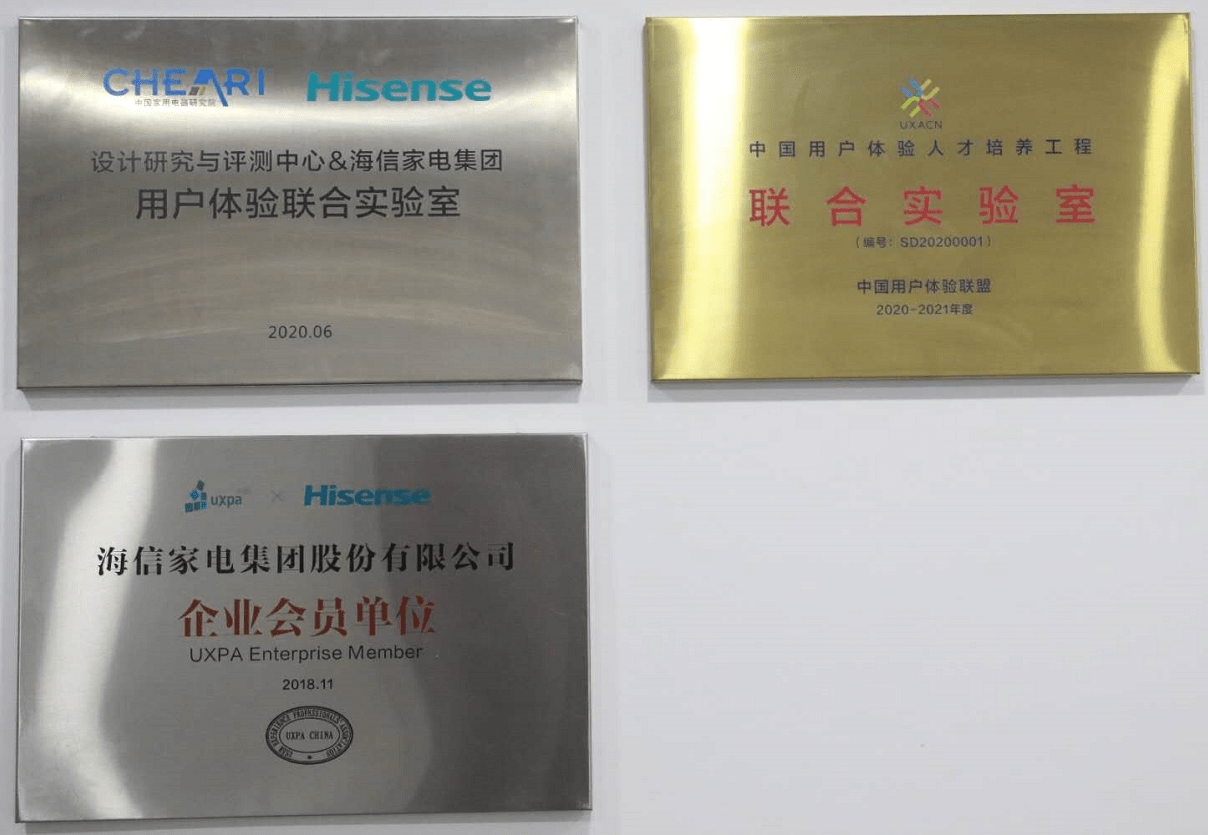 CHEARI Hisense
中国家用电器研究院
设计研究与评测中心&海信家电集团
用户体验联合实验室
2020.06
UXACN
中国用户体验人才培养工程
联合实验室
(编号：SD20200001)
中国用户体验联盟
2020-2021年度
uxpa × Hisense
海信家电集团股份有限公司
企业会员单位
UXPA Enterprise Member
2018.11
USER EXPERIENCE PROFESSIONALS' ASSOCIATION
UXPA CHINA